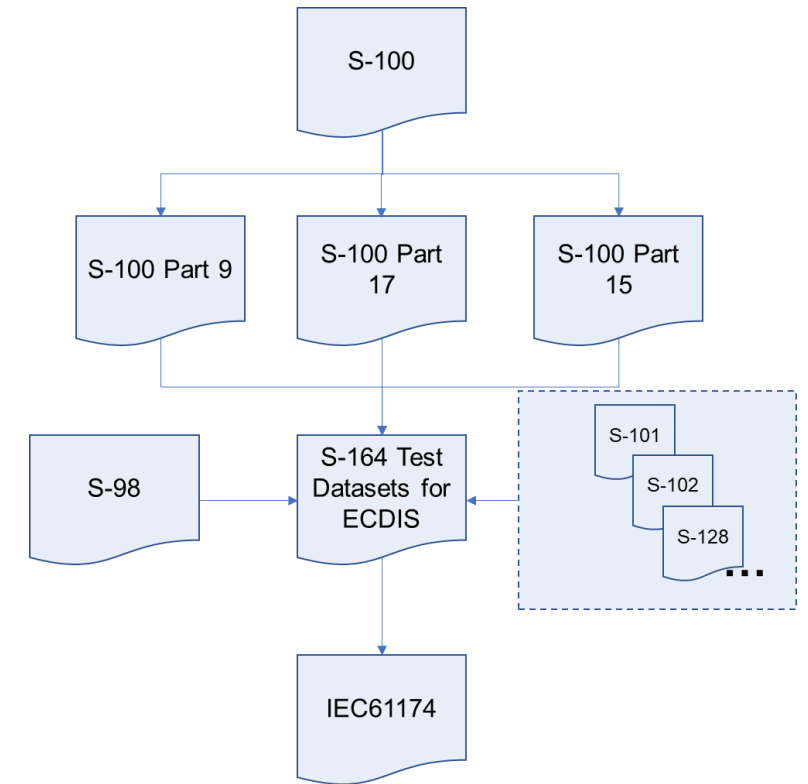 S-100
S-100 Part 9
S-100 Part
17
S-100 Part
15
S-98
S-164 Test
Datasets for
ECDIS
S-101
S-102
S-128
...
IEC61174